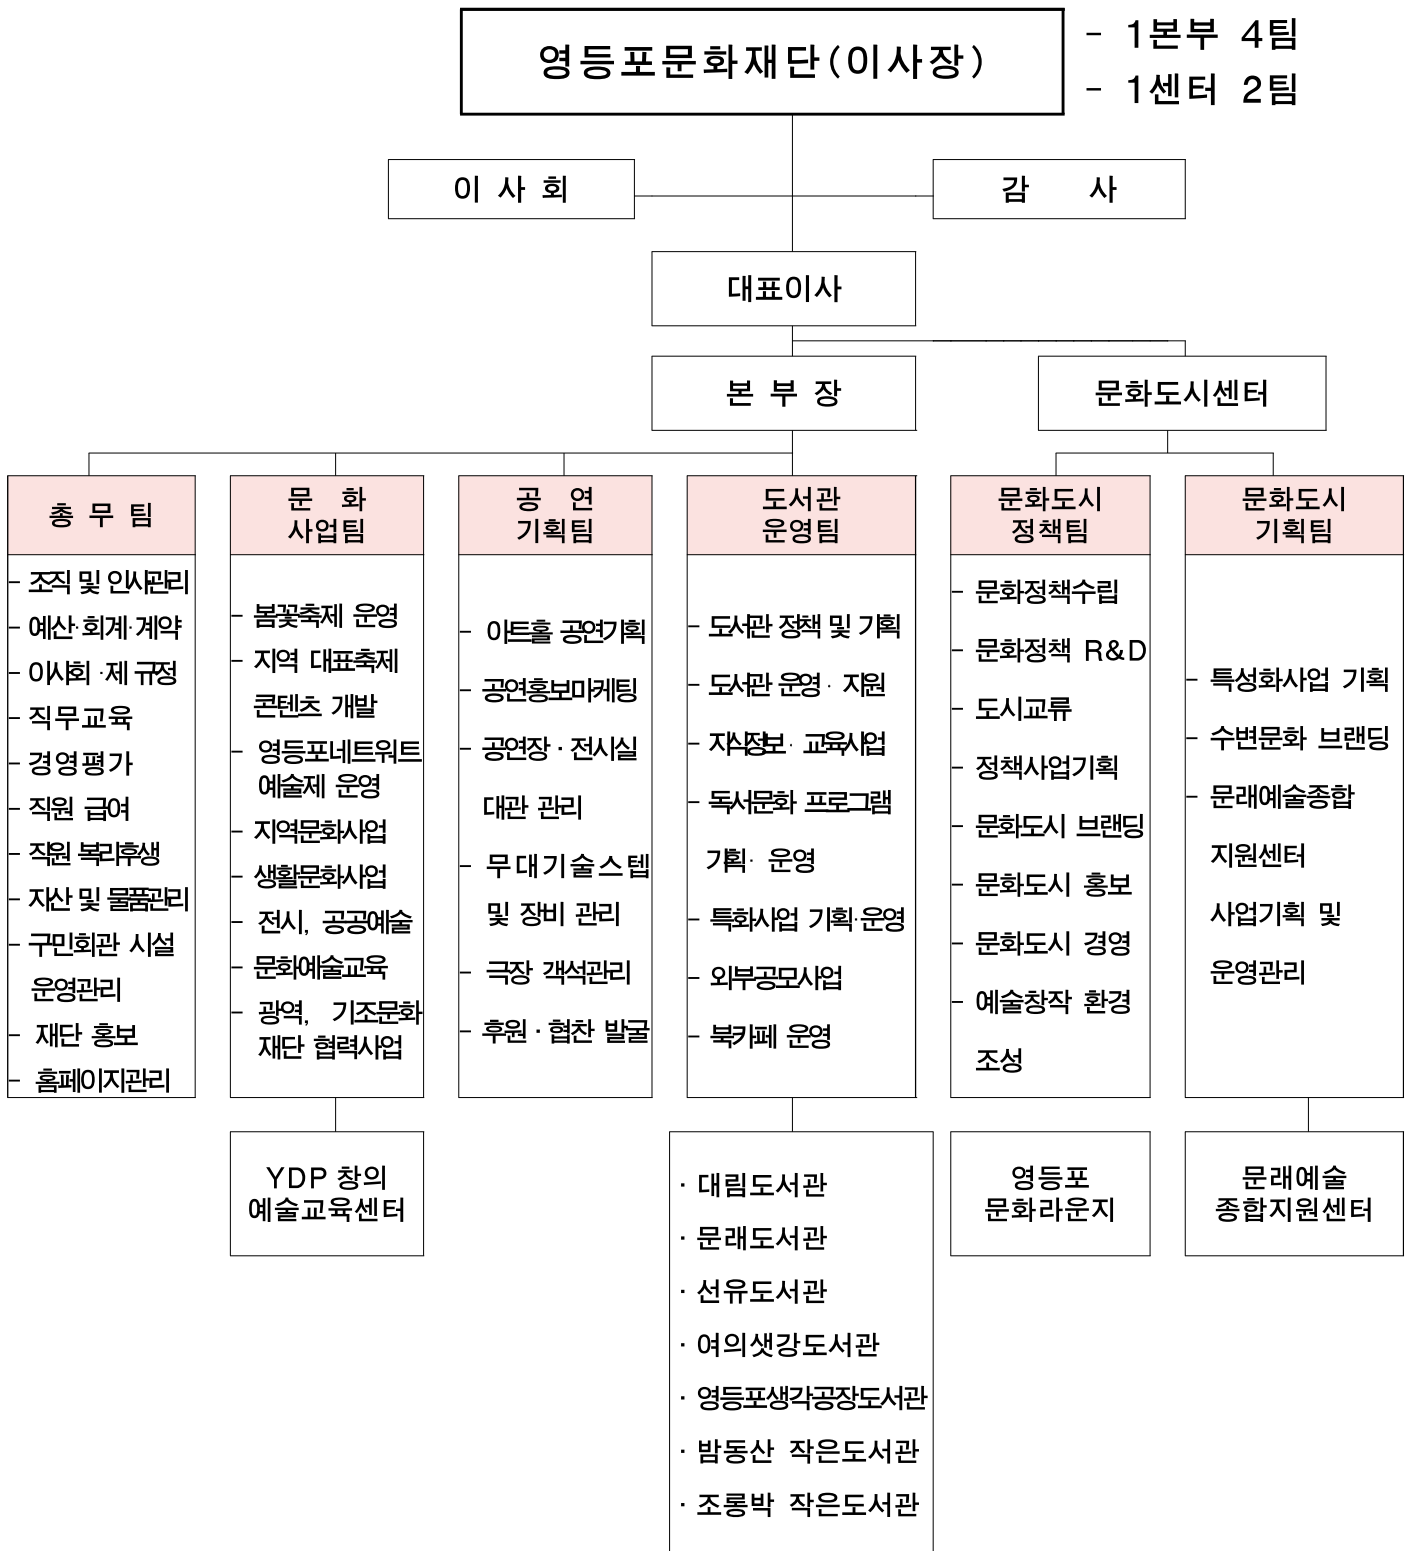 영등포문화재단(이사장)
- 1본부 4팀
- 1센터 2팀
이 사 회
감 사
대표이사
본 부 장
문화도시센터
총 무 팀
- 조직 및 인사관리
- 예산·회계·계약
- 이사회·제 규정
- 직무교육
- 경영평가
- 직원 급여
- 직원 복리후생
- 자산 및 물품관리
- 구민회관 시설
운영관리
- 재단 홍보
- 홈페이지관리
문 화
사업팀
- 봄꽃축제 운영
- 지역 대표축제
콘텐츠 개발
- 영등포네트워트
예술제 운영
- 지역문화사업
- 생활문화사업
- 전시, 공공예술
- 문화예술교육
- 광역, 기조문화
재단 협력사업
YDP 창의
예술교육센터
공 연
기획팀
- 아트홀 공연기획
- 공연홍보마케팅
- 공연장·전시실
대관 관리
- 무대기술스텝
및 장비 관리
- 극장 객석관리
- 후원·협찬 발굴
도서관
운영팀
- 도서관 정책 및 기획
- 도서관 운영·지원
- 지식정보·교육사업
- 독서문화 프로그램
기획·운영
- 특화사업 기획·운영
- 외부공모사업
- 북카페 운영
· 대림도서관
· 문래도서관
· 선유도서관
· 여의샛강도서관
· 영등포생각공장도서관
· 밤동산 작은도서관
· 조롱박 작은도서관
문화도시
정책팀
- 문화정책수립
- 문화정책 R&D
- 도시교류
- 정책사업기획
- 문화도시 브랜딩
- 문화도시 홍보
- 문화도시 경영
- 예술창작 환경
조성
영등포
문화라운지
문화도시
기획팀
- 특성화사업 기획
- 수변문화 브랜딩
- 문래예술종합
지원센터
사업기획 및
운영관리
문래예술
종합지원센터